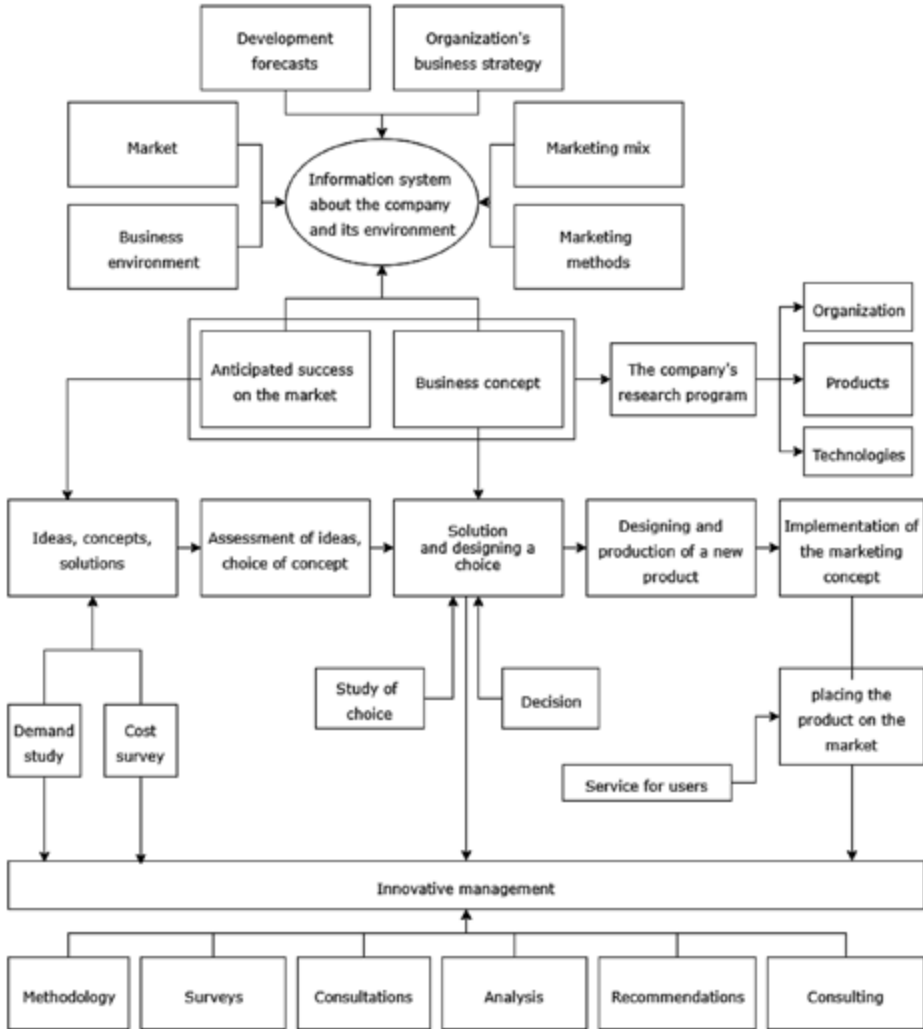 Development
forecasts
Organization's
business strategy
Market
Marketing mix
Information system
about the company
and its environment
Business
environment
Marketing
methods
Organization
Anticipated success
on the market
Business concept
The company's
research program
Products
Technologies
Ideas, concepts,
solutions
Assessment of ideas,
choice of concept
Solution
and designing a
choice
Designing and
production of a new
product
Implementation of
the marketing
concept
Demand
study
Cost
survey
Study of
choice
Decision
placing the
product on the
market
Service for users
Innovative management
Methodology
Surveys
Consultations
Analysis
Recommendations
Consulting